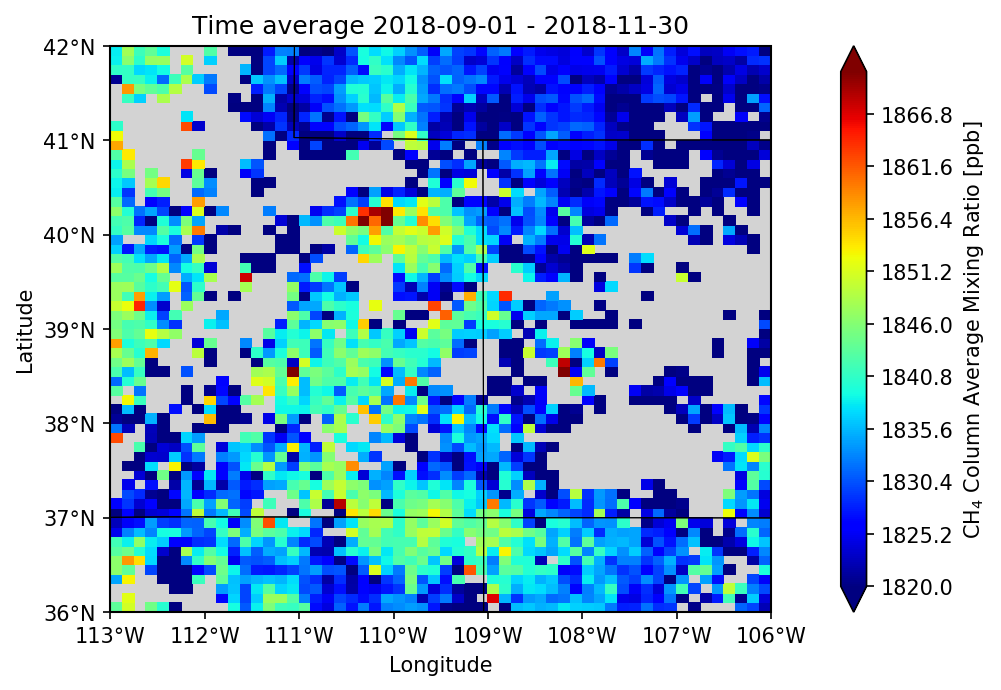 Time average 2018-09-01 - 2018-11-30
42°N
41°N
40°N
39°N
38°N
37°N
36°N
Latitude
113°W 112°W 111°W 110°W 109°W 108°W 107°W 106°W
Longitude
1866.8
1861.6
1856.4
1851.2
1846.0
1840.8
1835.6
1830.4
1825.2
1820.0
CH₄ Column Average Mixing Ratio [ppb]